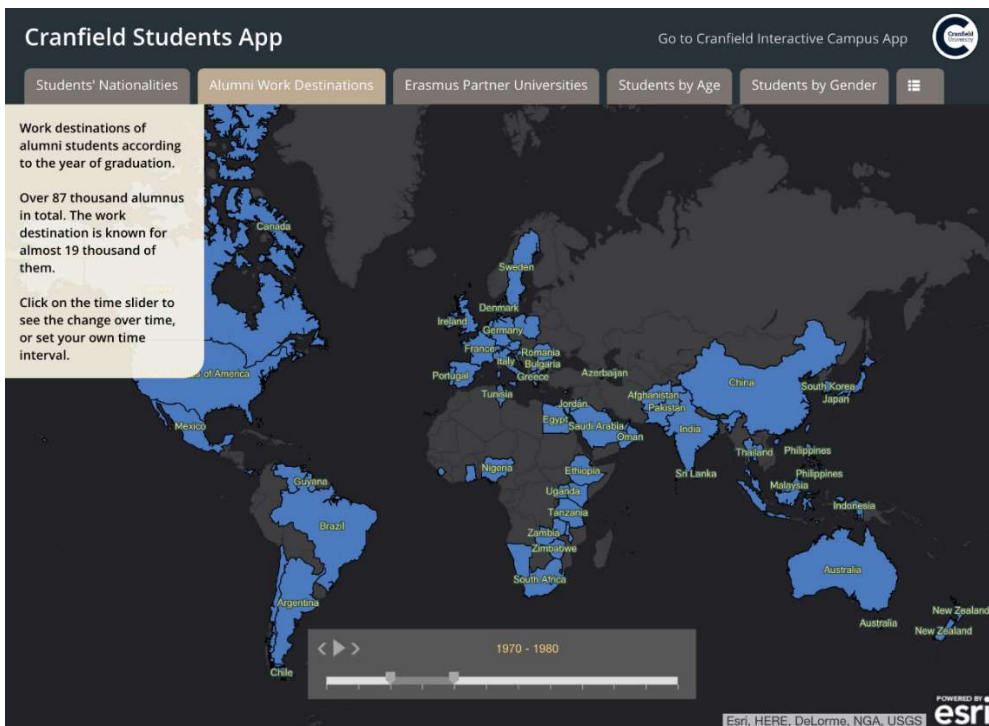 Cranfield Students App
Go to Cranfield Interactive Campus App
Cranfield
University
Students' Nationalities
Alumni Work Destinations
Erasmus Partner Universities
Students by Age
Students by Gender
Work destinations of
alumni students according
to the year of graduation.
Over 87 thousand alumnus
in total. The work
destination is known for
almost 19 thousand of
them.
Click on the time slider to
see the change over time,
or set your own time
interval.
Canada
Sweden
Denmark
Ireland
Germany
France
Romania
Italy
Bulgaria
Portugal
Greece
Azerbaijan
of America
China
South Korea
Japan
Tunisia
Afghanistan
Pakistan
Jordan
Mexico
Egypt
Saudi Arabia
Oman
India
Thailand
Philippines
Nigeria
Ethiopia
Sri Lanka
Philippines
Guyana
Malaysia
Uganda
Indonesia
Tanzania
Brazil
Zambia
Zimbabwe
Australia
South Africa
Argentina
New Zealand
Australia
New Zealand
Chile
1970 - 1980
POWERED BY
esri
Esri, HERE, DeLorme, NGA, USGS